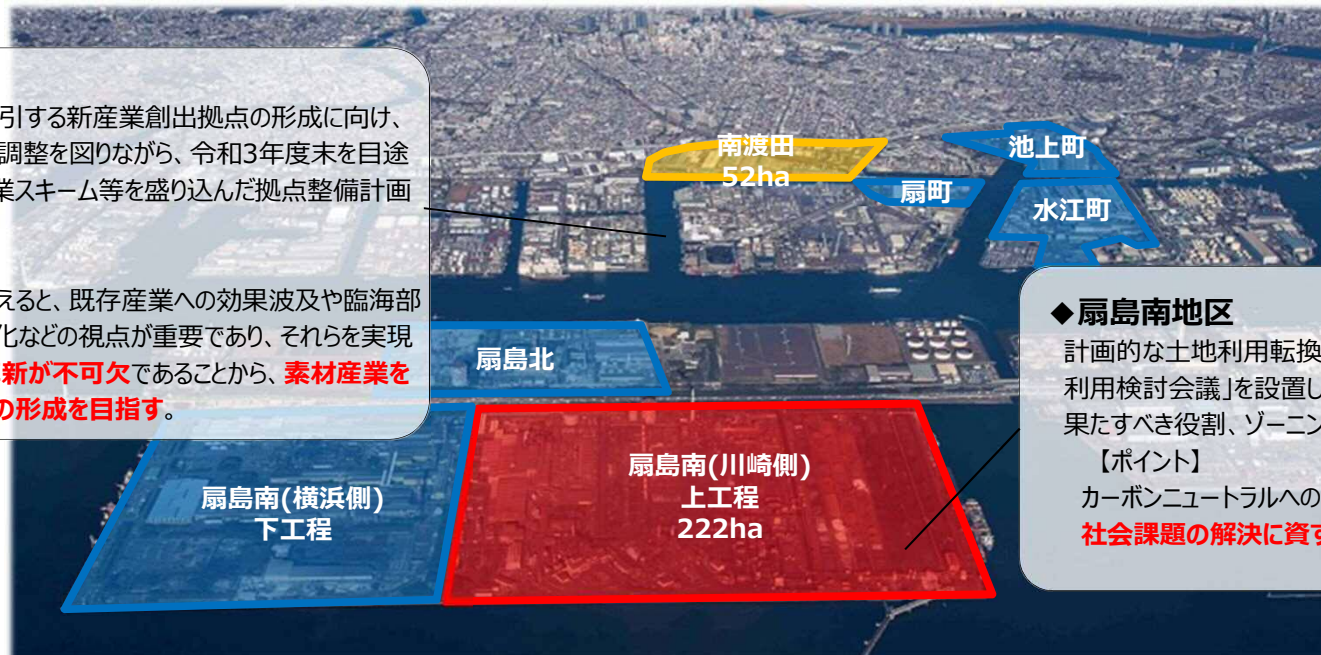 引する新産業創出拠点の形成に向け、
調整を図りながら、令和3年度末を目途
業スキーム等を盛り込んだ拠点整備計画
えると、既存産業への効果波及や臨海部
化などの視点が重要であり、それらを実現
新が不可欠であることから、素材産業を
の形成を目指す。
南渡田
52ha
池上町
扇町
水江町
扇島北
扇島南(横浜側)
下工程
扇島南(川崎側)
上工程
222ha
◆扇島南地区
計画的な土地利用転換
利用検討会議」を設置し
果たすべき役割、ゾーニン
【ポイント】
カーボンニュートラルへの
社会課題の解決に資す